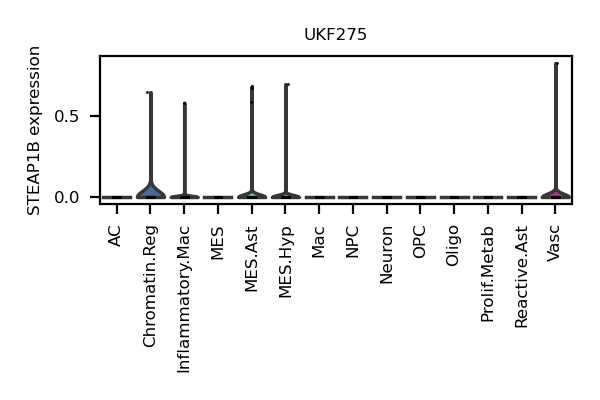 UKF275
STEAP1B expression
0.5
0.0
AC
Chromatin.Reg
Inflammatory.Mac
MES
MES.Ast
MES.Hyp
Mac
NPC
Neuron
OPC
Oligo
Prolif.Metab
Reactive.Ast
Vasc